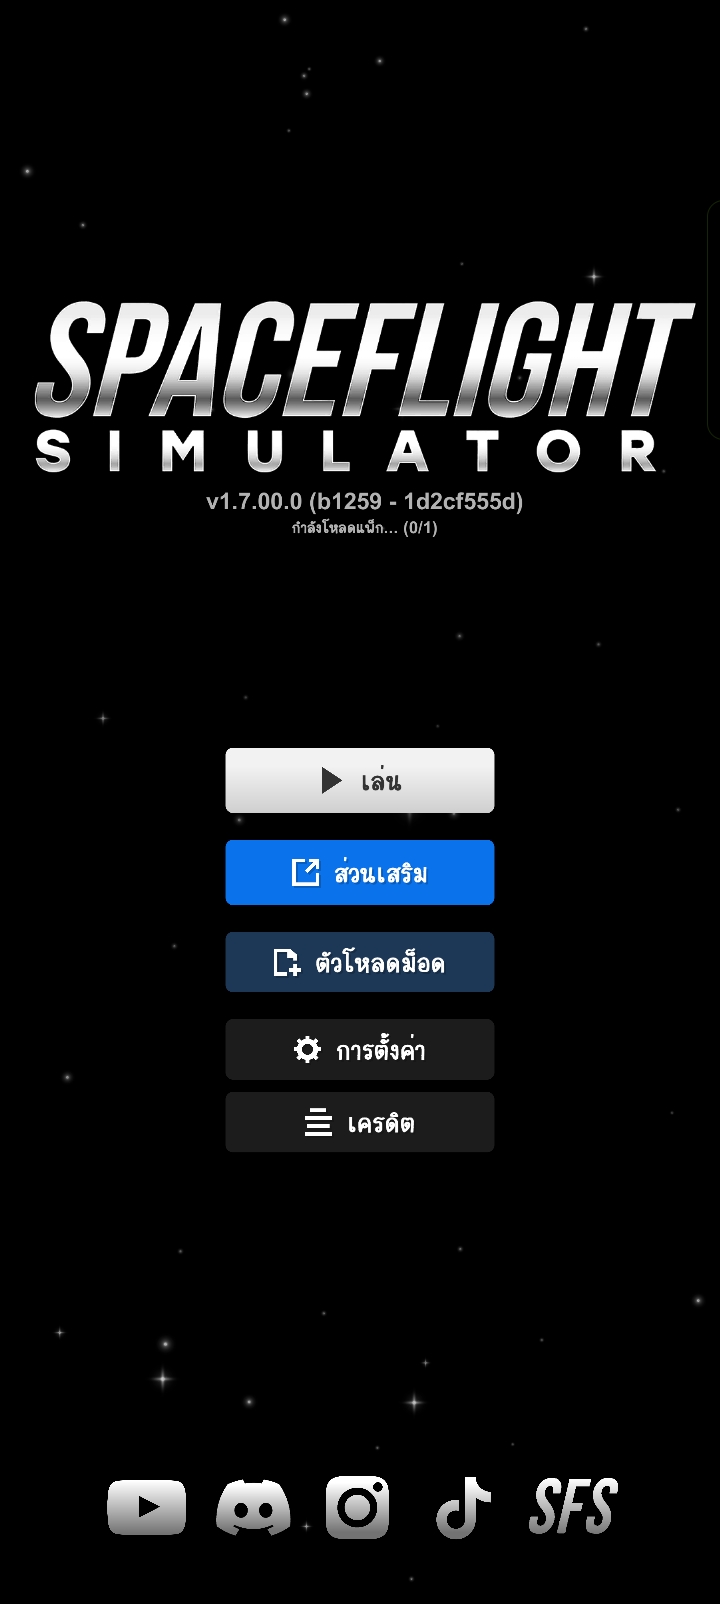 SPACEFLIGHT
SIMULATOR
v1.7.00.0 (b1259 - 1d2cf555d)
กำลังโหลดแพ็ก... (0/1)
เล่น
ส่วนเสริม
ตัวโหลดม็อด
การตั้งค่า
เครดิต
SFS